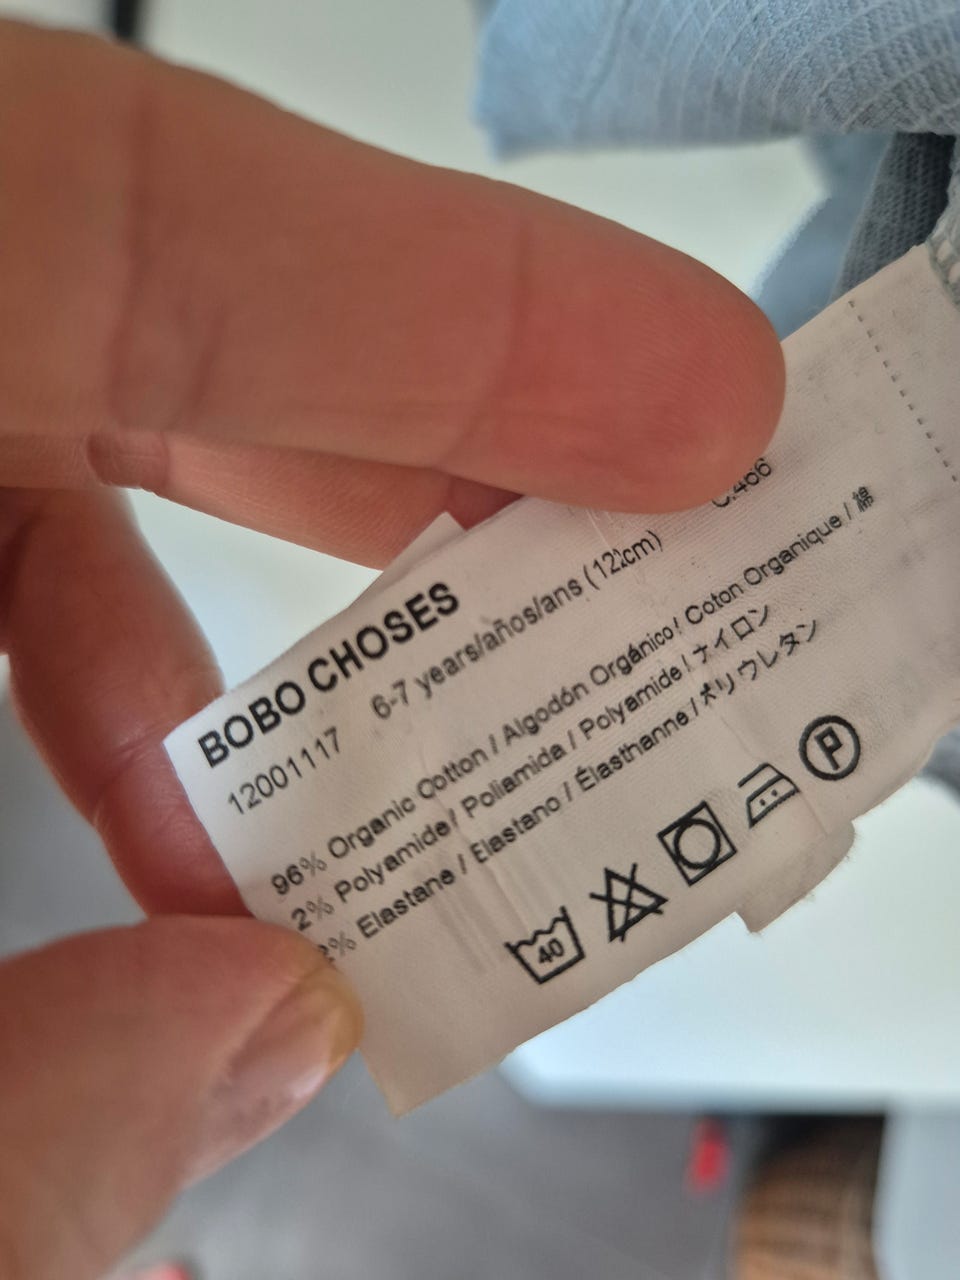 BOBO CHOSES
12001117 6-7 years/años/ans (122cm) C.466
96% Organic Cotton / Algodón Orgánico / Coton Organique / 綿
2% Polyamide / Poliamida / Polyamide / ナイロン
2% Elastane / Elastano / Élasthanne / ポリウレタン
40 P